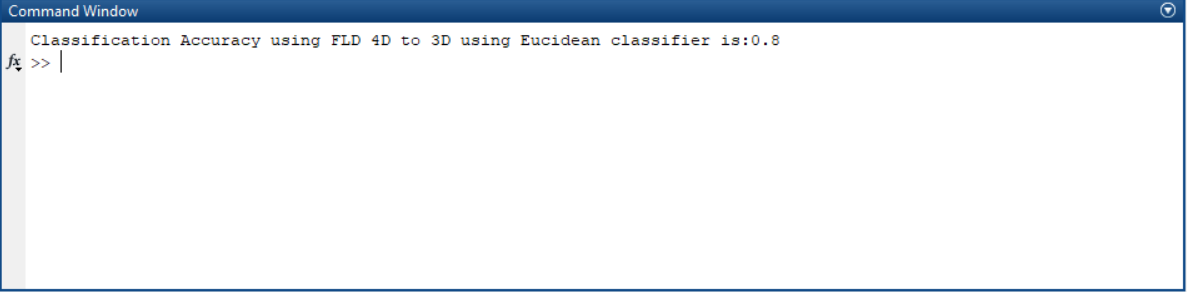 Command Window
Classification Accuracy using FLD 4D to 3D using Eucidean classifier is:0.8
fx >>